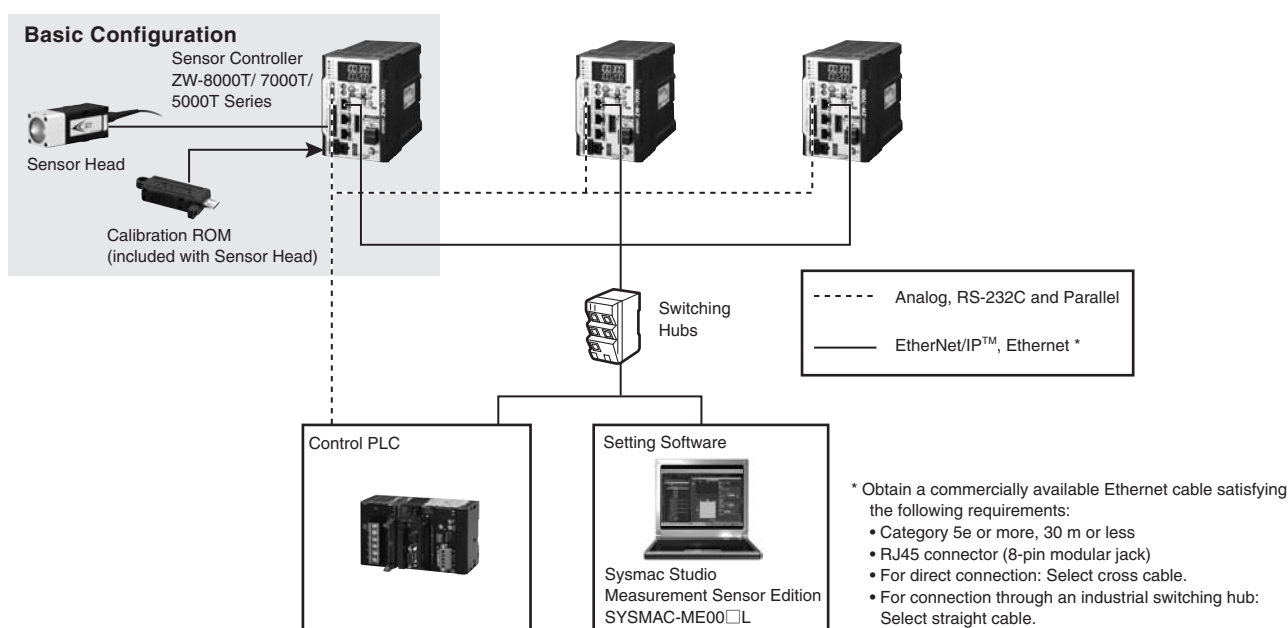 Basic Configuration
Sensor Controller
ZW-8000T/ 7000T/
5000T Series
Sensor Head
Calibration ROM
(included with Sensor Head)
Switching
Hubs
Analog, RS-232C and Parallel
EtherNet/IP™, Ethernet *
Control PLC
Setting Software
Sysmac Studio
Measurement Sensor Edition
SYSMAC-ME00□L
* Obtain a commercially available Ethernet cable satisfying
the following requirements:
• Category 5e or more, 30 m or less
• RJ45 connector (8-pin modular jack)
• For direct connection: Select cross cable.
• For connection through an industrial switching hub:
Select straight cable.